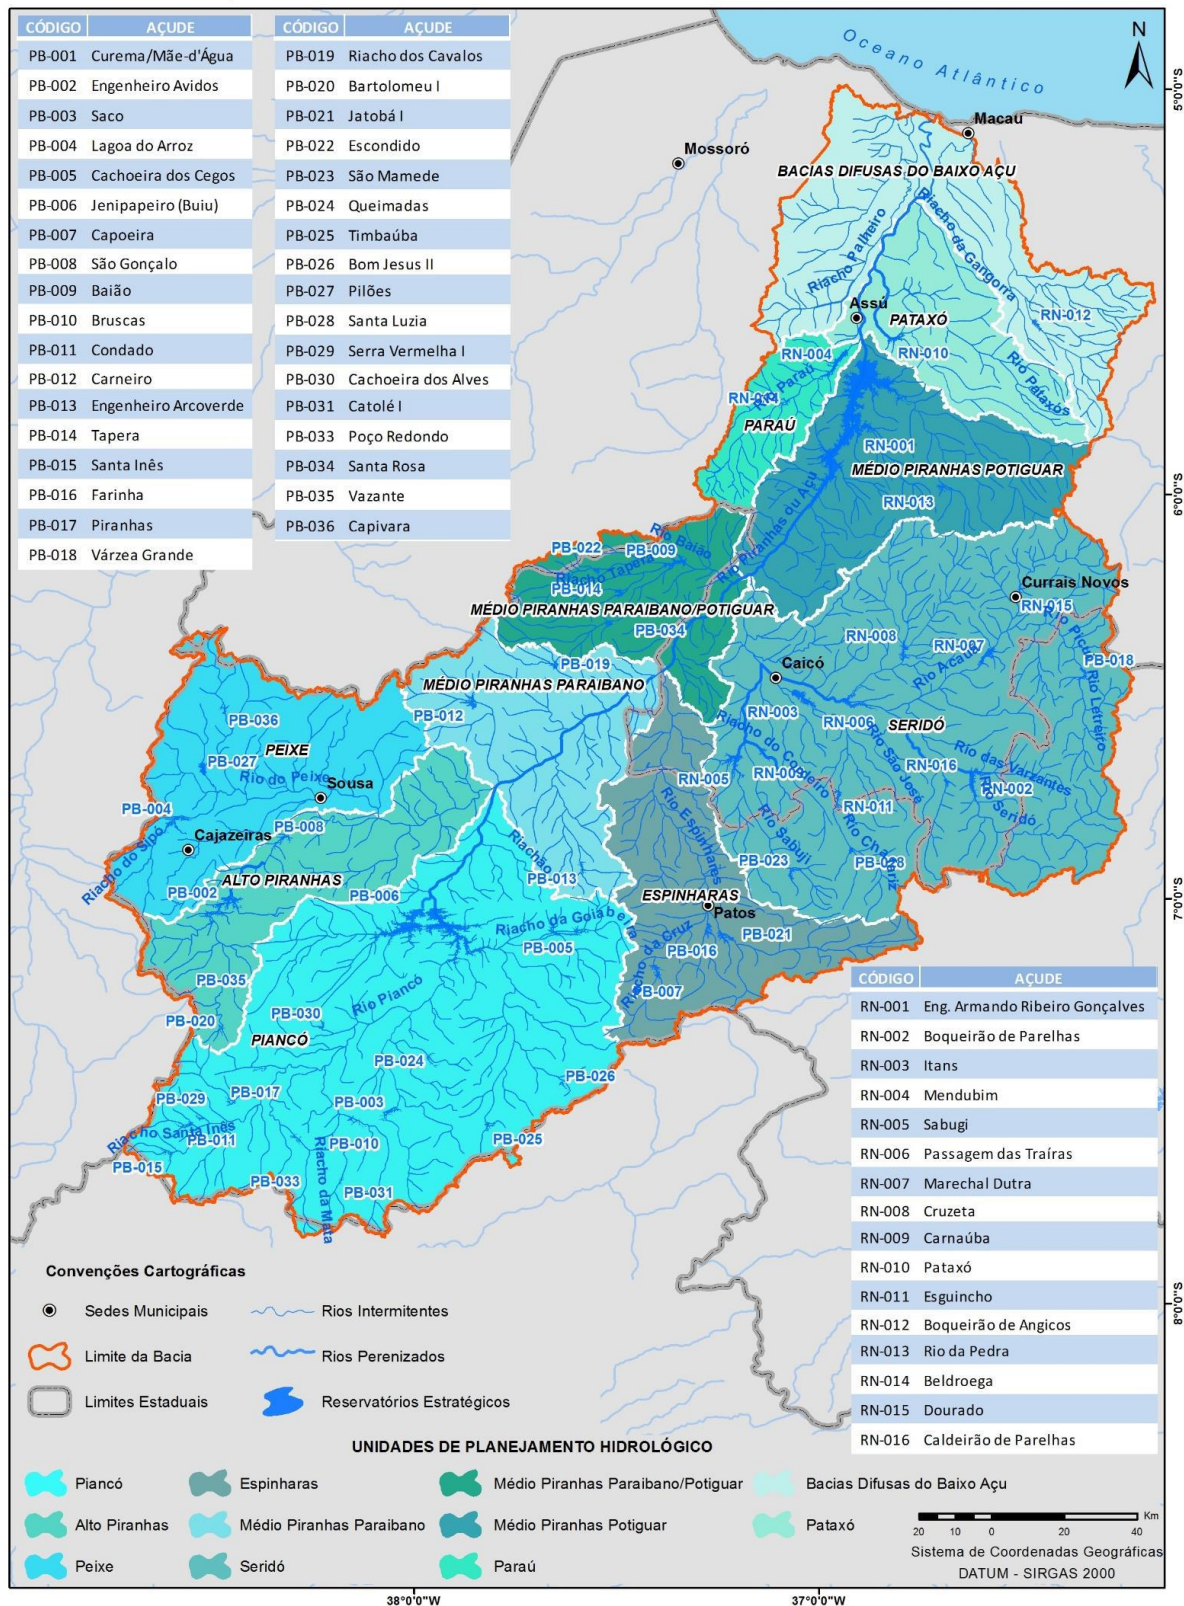 CÓDIGO AÇUDE
PB-001 Curema/Mãe-d'Água
PB-002 Engenheiro Avidos
PB-003 Saco
PB-004 Lagoa do Arroz
PB-005 Cachoeira dos Cegos
PB-006 Jenipapeiro (Buiu)
PB-007 Capoeira
PB-008 São Gonçalo
PB-009 Baião
PB-010 Bruscas
PB-011 Condado
PB-012 Carneiro
PB-013 Engenheiro Arcoverde
PB-014 Tapera
PB-015 Santa Inês
PB-016 Farinha
PB-017 Piranhas
PB-018 Várzea Grande
CÓDIGO AÇUDE
PB-019 Riacho dos Cavalos
PB-020 Bartolomeu I
PB-021 Jatobá I
PB-022 Escondido
PB-023 São Mamede
PB-024 Queimadas
PB-025 Timbaúba
PB-026 Bom Jesus II
PB-027 Pilões
PB-028 Santa Luzia
PB-029 Serra Vermelha I
PB-030 Cachoeira dos Alves
PB-031 Catolé I
PB-033 Poço Redondo
PB-034 Santa Rosa
PB-035 Vazante
PB-036 Capivara
Oceano Atlântico
N
5°0'0"S
Macau
Mossoró
BACIAS DIFUSAS DO BAIXO AÇU
Riacho Palheiro
Riacho da Gangorra
Assú
PATAXÓ
RN-012
RN-004
RN-010
Rio Paraú
Rio Pataxós
RN-014
PARAÚ
RN-001
MÉDIO PIRANHAS POTIGUAR
RN-013
6°0'0"S
Rio Piranhas ou Açu
Rio Baião
PB-022
PB-009
Riacho Tapera
PB-014
MÉDIO PIRANHAS PARAIBANO/POTIGUAR
PB-034
Currais Novos
RN-015
Rio Picuí
RN-008
RN-007
Rio Acauã
PB-018
Rio Letreiro
PB-019
Caicó
MÉDIO PIRANHAS PARAIBANO
PB-012
PB-036
PEIXE
PB-027
Rio do Peixe
Sousa
RN-003
RN-006
SERIDÓ
Riacho do Cordeiro
Rio São José
Rio das Varzantes
RN-005
RN-009
RN-016
RN-002
RN-011
Rio Seridó
Rio Espinhares
Rio Sabuji
Rio Chafariz
PB-023
PB-028
PB-004
PB-008
Cajazeiras
Riacho do Sipó
ALTO PIRANHAS
PB-002
PB-006
Riachão
PB-013
ESPINHARAS
Patos
7°0'0"S
Riacho da Goiabeira
PB-005
Riacho da Cruz
PB-016
PB-021
PB-007
PB-035
Rio Piancó
PB-020
PB-030
PIANCÓ
PB-024
PB-026
PB-029
PB-017
PB-003
Riacho Santa Inês
PB-011
PB-010
PB-025
PB-015
PB-033
Riacho da Mata
PB-031
CÓDIGO AÇUDE
RN-001 Eng. Armando Ribeiro Gonçalves
RN-002 Boqueirão de Parelhas
RN-003 Itans
RN-004 Mendubim
RN-005 Sabugi
RN-006 Passagem das Traíras
RN-007 Marechal Dutra
RN-008 Cruzeta
RN-009 Carnaúba
RN-010 Pataxó
RN-011 Esguincho
RN-012 Boqueirão de Angicos
RN-013 Rio da Pedra
RN-014 Beldroega
RN-015 Dourado
RN-016 Caldeirão de Parelhas
8°0'0"S
Convenções Cartográficas
Sedes Municipais
Rios Intermitentes
Limite da Bacia
Rios Perenizados
Limites Estaduais
Reservatórios Estratégicos
UNIDADES DE PLANEJAMENTO HIDROLÓGICO
Piancó
Espinharas
Médio Piranhas Paraibano/Potiguar
Bacias Difusas do Baixo Açu
Alto Piranhas
Médio Piranhas Paraibano
Médio Piranhas Potiguar
Pataxó
Peixe
Seridó
Paraú
Km
20 10 0 20 40
Sistema de Coordenadas Geográficas
DATUM - SIRGAS 2000
38°0'0"W
37°0'0"W